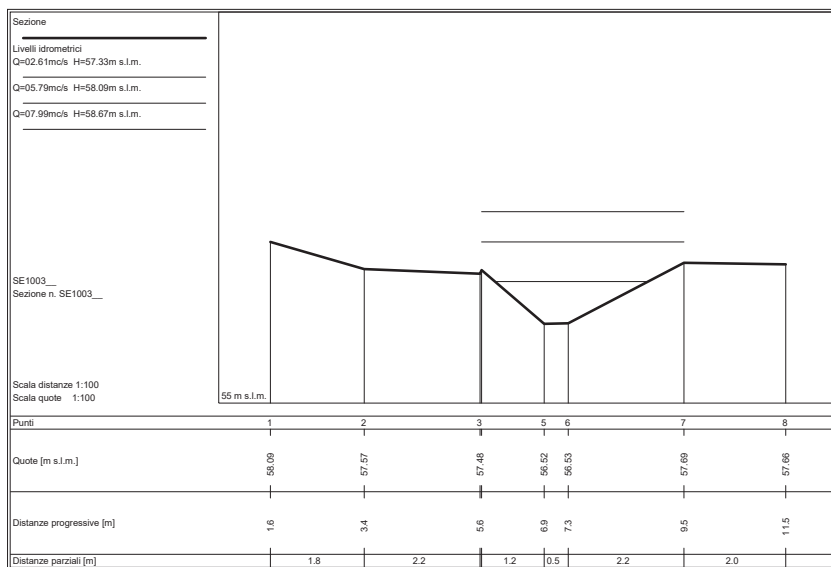 Sezione
Livelli idrometrici
Q=02.61mc/s H=57.33m s.l.m.
Q=05.79mc/s H=58.09m s.l.m.
Q=07.99mc/s H=58.67m s.l.m.
SE1003__
Sezione n. SE1003__
Scala distanze 1:100
Scala quote 1:100
55 m s.l.m.
Punti 1 2 3 5 6 7 8
Quote [m s.l.m.] 58.09 57.57 57.48 56.52 56.53 57.69 57.66
Distanze progressive [m] 1.6 3.4 5.6 6.9 7.3 9.5 11.5
Distanze parziali [m] 1.8 2.2 1.2 0.5 2.2 2.0